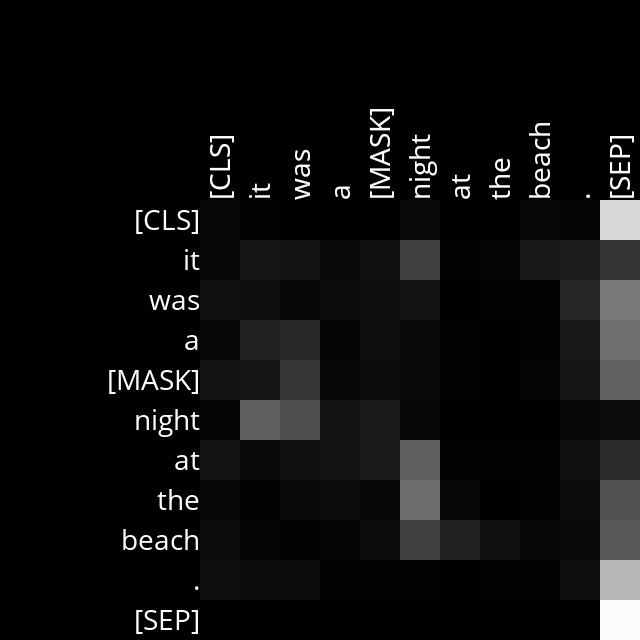 [CLS] it was a [MASK] night at the beach . [SEP]
[CLS]
it
was
a
[MASK]
night
at
the
beach
.
[SEP]